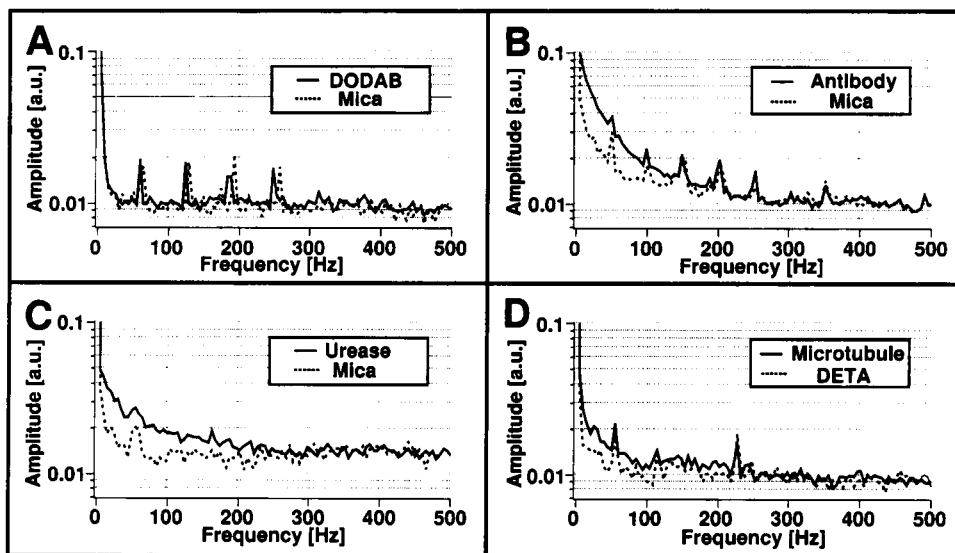 A
0.1
DODAB
Mica
Amplitude [a.u.]
0.01
0 100 200 300 400 500
Frequency [Hz]
B
0.1
Antibody
Mica
Amplitude [a.u.]
0.01
0 100 200 300 400 500
Frequency [Hz]
C
0.1
Urease
Mica
Amplitude [a.u.]
0.01
0 100 200 300 400 500
Frequency [Hz]
D
0.1
Microtubule
DETA
Amplitude [a.u.]
0.01
0 100 200 300 400 500
Frequency [Hz]